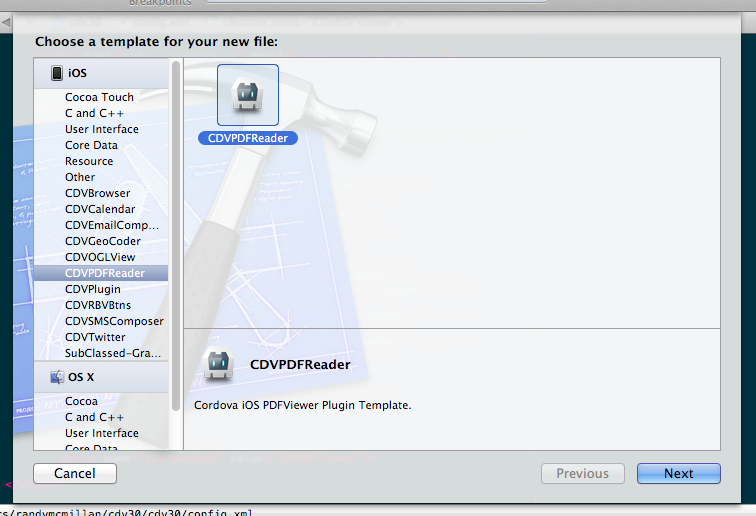 Breakpoints
Choose a template for your new file:
iOS
Cocoa Touch
C and C++
User Interface
Core Data
Resource
Other
CDVBrowser
CDVCalendar
CDVEmailComp...
CDVGeoCoder
CDVOGLView
CDVPDFReader
CDVPlugin
CDVRBVBtns
CDVSMSComposer
CDVTwitter
SubClassed-Gra...
OS X
Cocoa
C and C++
User Interface
Core Data
CDVPDFReader
CDVPDFReader
Cordova iOS PDFViewer Plugin Template.
Cancel
Previous
Next
cs/randymcmillan/cdv30/cdv30/config.xml